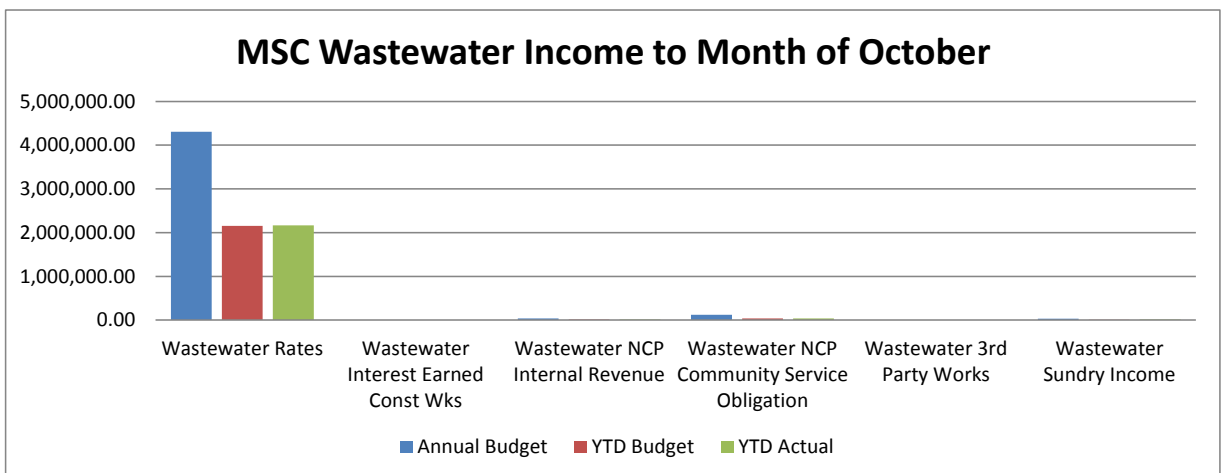 MSC Wastewater Income to Month of October
5,000,000.00
4,000,000.00
3,000,000.00
2,000,000.00
1,000,000.00
0.00
Wastewater Rates
Wastewater
Interest Earned
Const Wks
Wastewater NCP
Internal Revenue
Wastewater NCP
Community Service
Obligation
Wastewater 3rd
Party Works
Wastewater
Sundry Income
Annual Budget YTD Budget YTD Actual